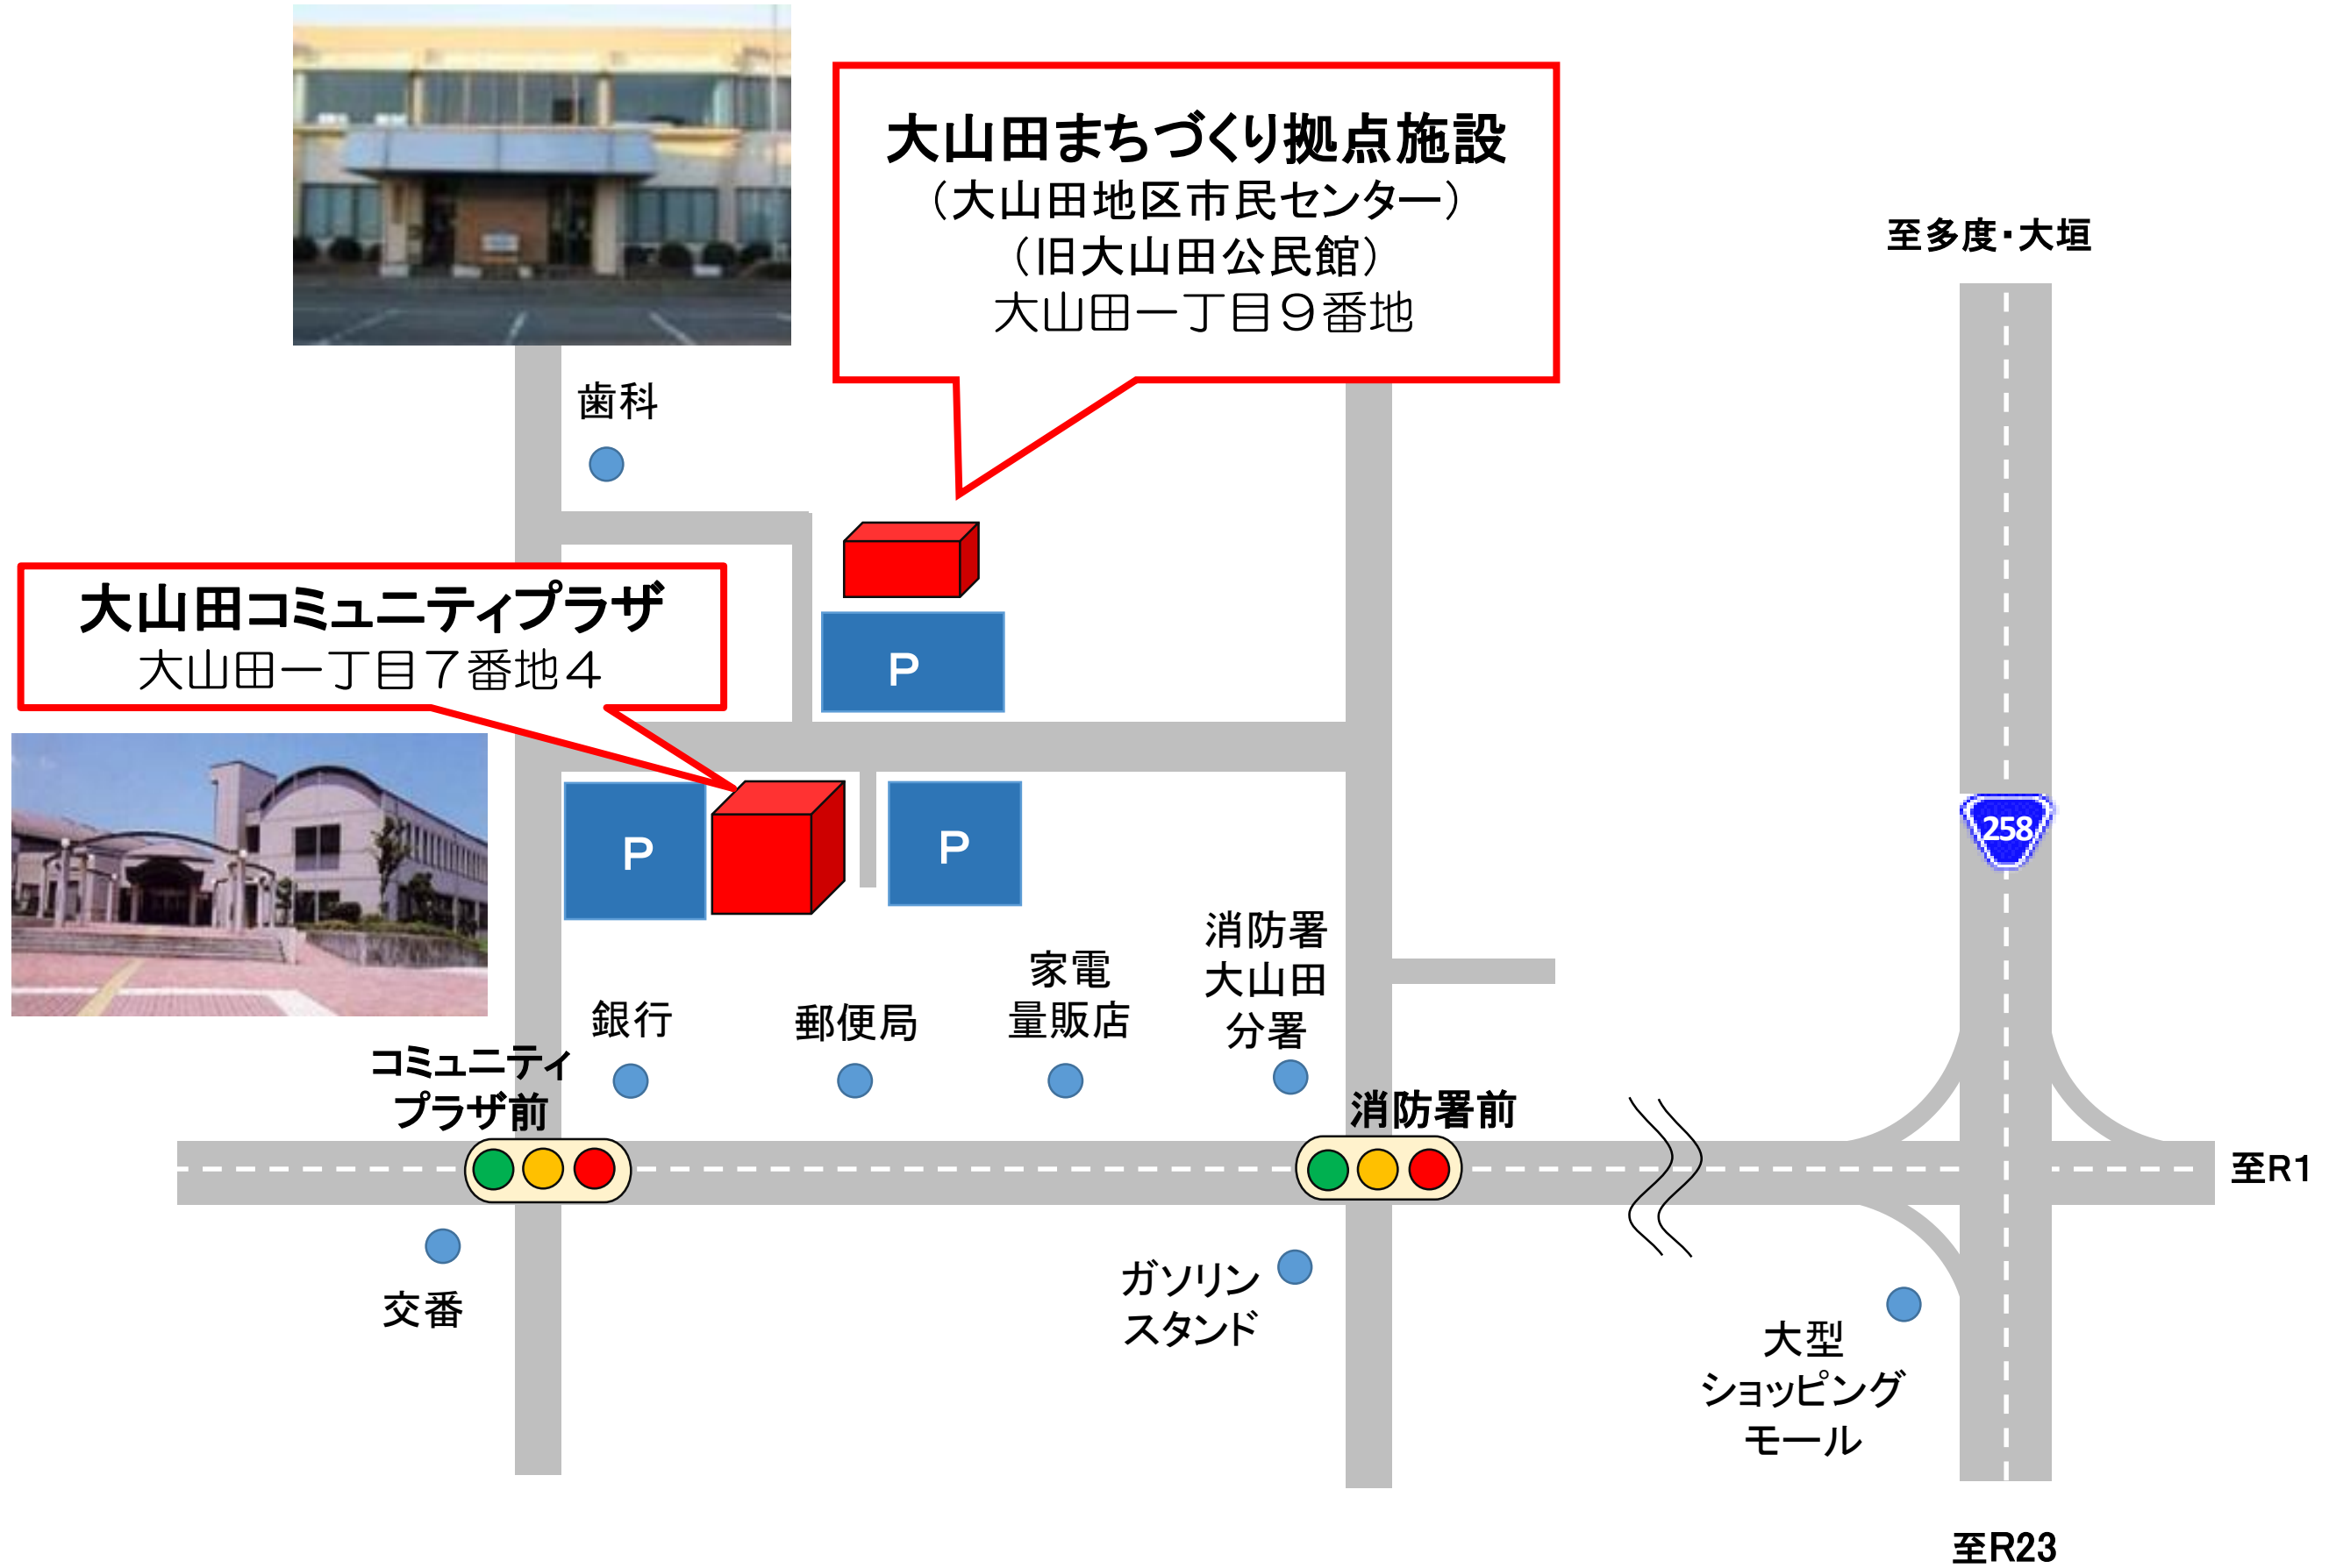 大山田まちづくり拠点施設
（大山田地区市民センター）
（旧大山田公民館）
大山田一丁目９番地
至多度・大垣
歯科
大山田コミュニティプラザ
大山田一丁目７番地４
P
P
P
258
消防署
大山田
分署
家電
量販店
郵便局
銀行
コミュニティ
プラザ前
消防署前
至R1
交番
ガソリン
スタンド
大型
ショッピング
モール
至R23